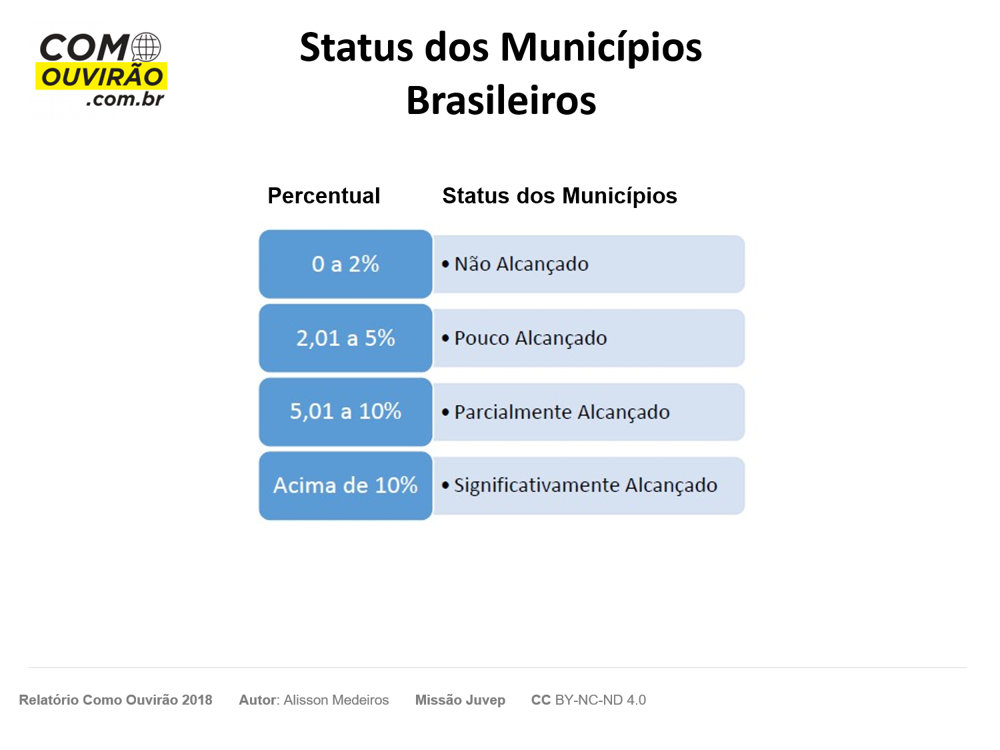 COMO
OUVIRÃO
.com.br
Status dos Municípios
Brasileiros
Percentual Status dos Municípios
0 a 2% • Não Alcançado
2,01 a 5% • Pouco Alcançado
5,01 a 10% • Parcialmente Alcançado
Acima de 10% • Significativamente Alcançado
Relatório Como Ouvirão 2018 Autor: Alisson Medeiros Missão Juvep CC BY-NC-ND 4.0